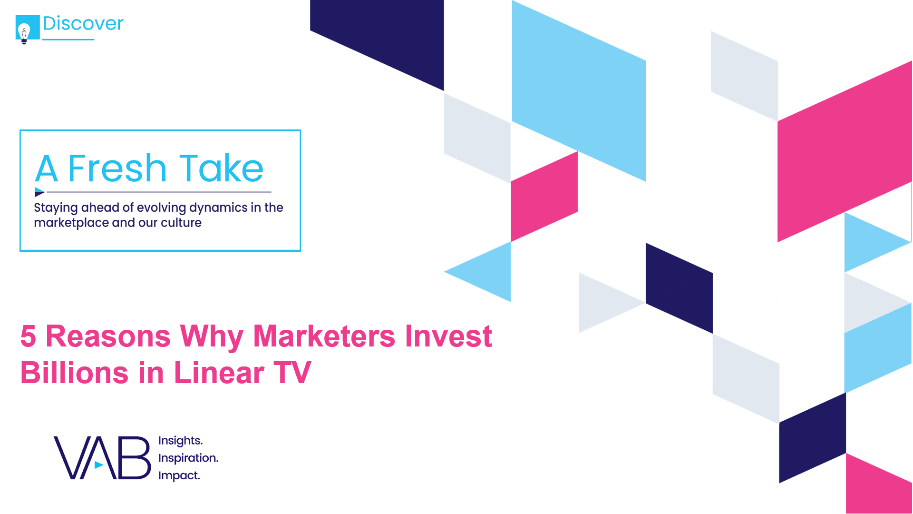 Discover
A Fresh Take
Staying ahead of evolving dynamics in the
marketplace and our culture
5 Reasons Why Marketers Invest
Billions in Linear TV
VAB
Insights.
Inspiration.
Impact.